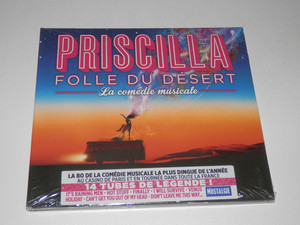 PRISCILLA
FOLLE DU DÉSERT
La comédie musicale
LA BO DE LA COMÉDIE MUSICALE LA PLUS DINGUE DE L'ANNÉE
AU CASINO DE PARIS ET EN TOURNÉE DANS TOUTE LA FRANCE
14 TUBES DE LÉGENDE !
IT'S RAINING MEN • HOT STUFF • FINALLY • I WILL SURVIVE • VENUS
HOLIDAY • CAN'T GET YOU OUT OF MY HEAD • DON'T LEAVE ME THIS WAY...
NOSTALGIE